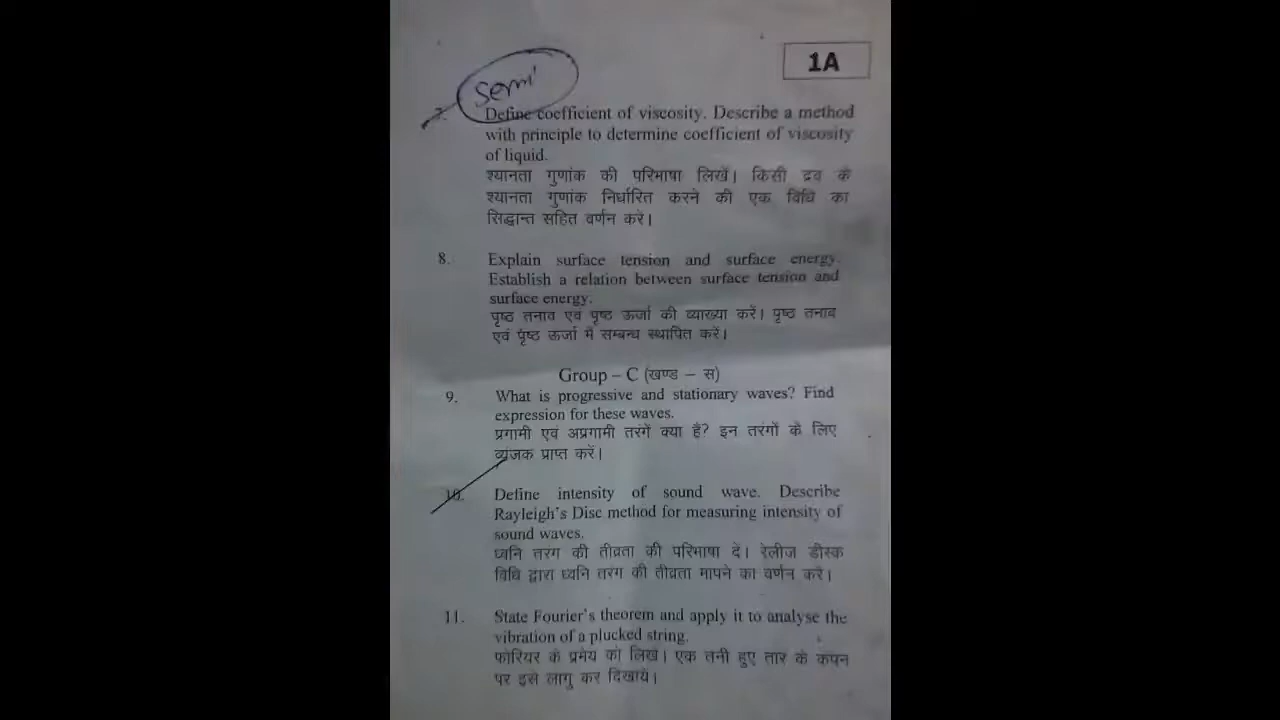 1A
Semi
7. Define coefficient of viscosity. Describe a method
with principle to determine coefficient of viscosity
of liquid.
श्यानता गुणांक की परिभाषा लिखें। किसी द्रव के
श्यानता गुणांक निर्धारित करने की एक विधि का
सिद्धान्त सहित वर्णन करें।
8. Explain surface tension and surface energy.
Establish a relation between surface tension and
surface energy.
पृष्ठ तनाव एवं पृष्ठ ऊर्जा की व्याख्या करें। पृष्ठ तनाव
एवं पृष्ठ ऊर्जा में सम्बन्ध स्थापित करें।
Group – C (खण्ड – स)
9. What is progressive and stationary waves? Find
expression for these waves.
प्रगामी एवं अप्रगामी तरंगें क्या है? इन तरंगों के लिए
व्यंजक प्राप्त करें।
10. Define intensity of sound wave. Describe
Rayleigh's Disc method for measuring intensity of
sound waves.
ध्वनि तरंग की तीव्रता की परिभाषा दें। रेलीज डीस्क
विधि द्वारा ध्वनि तरंग की तीव्रता मापने का वर्णन करें।
11. State Fourier's theorem and apply it to analyse the
vibration of a plucked string.
फोरियर के प्रमेय को लिखें। एक तनी हुए तार के कंपन
पर इसे लागु कर दिखाये।